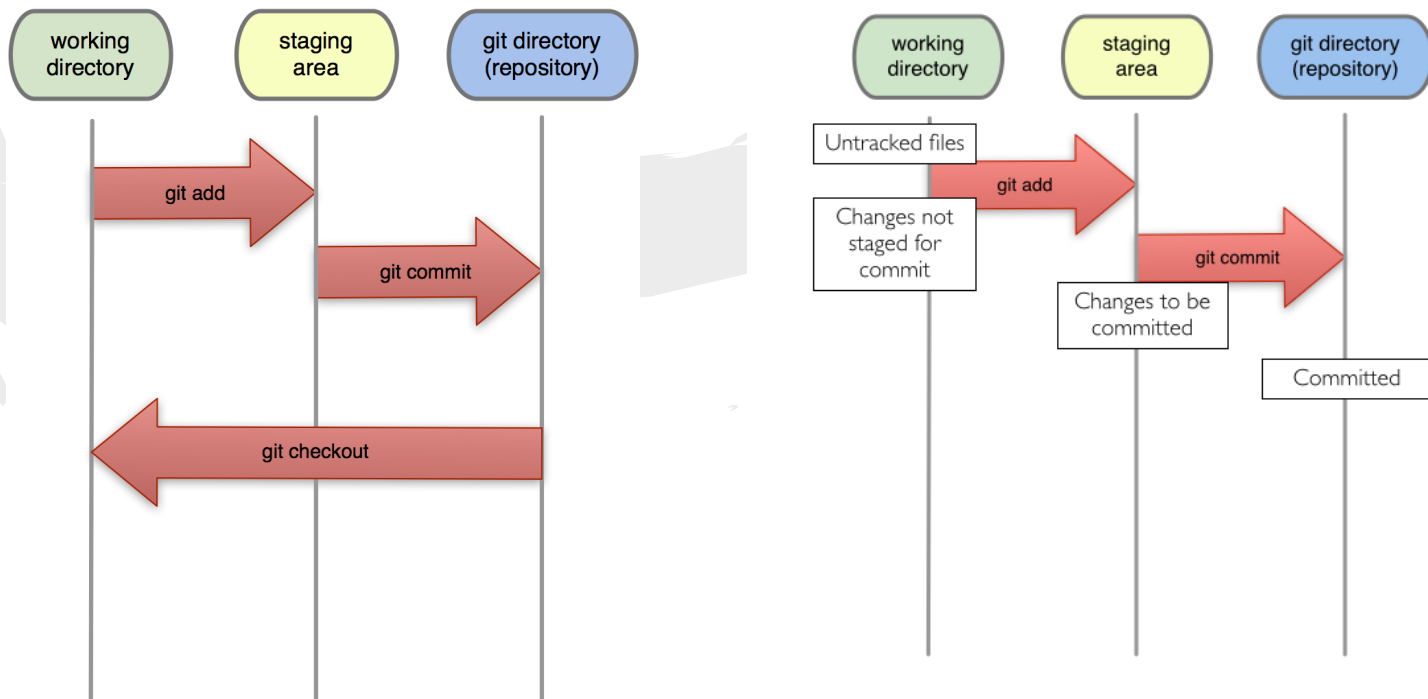 working
directory
staging
area
git directory
(repository)
git add
git commit
git checkout
working
directory
staging
area
git directory
(repository)
Untracked files
git add
Changes not
staged for
commit
git commit
Changes to be
committed
Committed